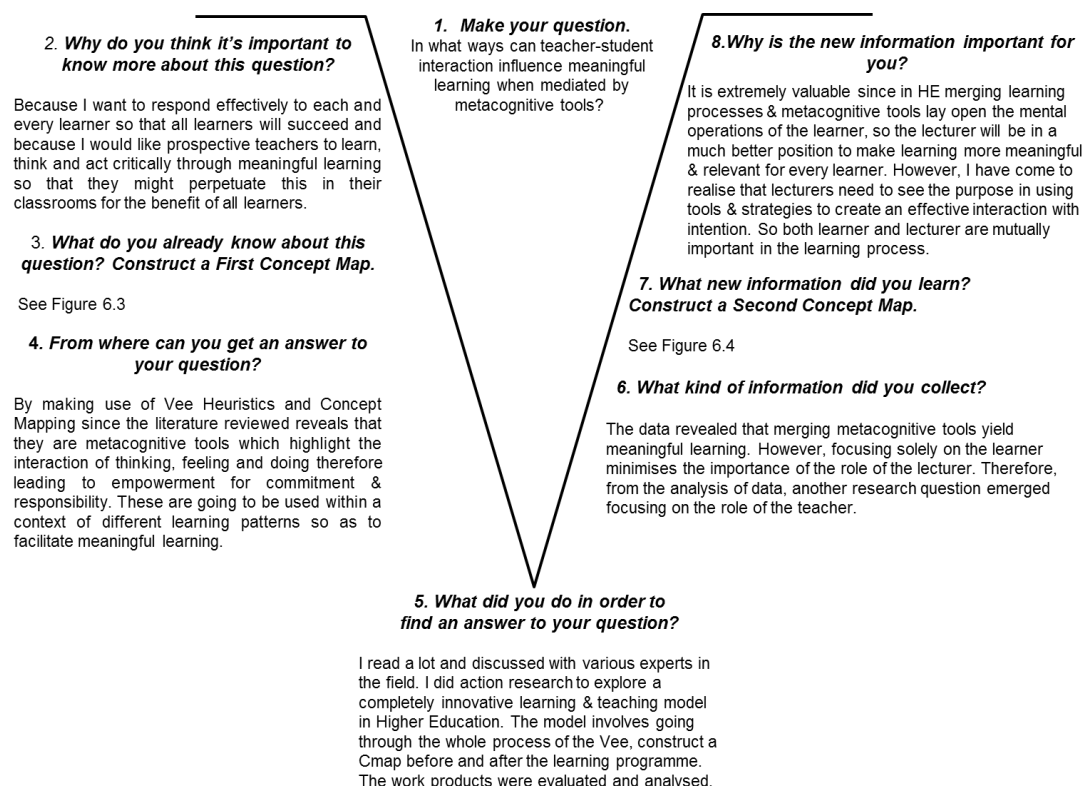 1. Make your question.
In what ways can teacher-student
interaction influence meaningful
learning when mediated by
metacognitive tools?
2. Why do you think it's important to
know more about this question?
Because I want to respond effectively to each and
every learner so that all learners will succeed and
because I would like prospective teachers to learn,
think and act critically through meaningful learning
so that they might perpetuate this in their
classrooms for the benefit of all learners.
3. What do you already know about this
question? Construct a First Concept Map.
See Figure 6.3
4. From where can you get an answer to
your question?
By making use of Vee Heuristics and Concept
Mapping since the literature reviewed reveals that
they are metacognitive tools which highlight the
interaction of thinking, feeling and doing therefore
leading to empowerment for commitment &
responsibility. These are going to be used within a
context of different learning patterns so as to
facilitate meaningful learning.
5. What did you do in order to
find an answer to your question?
I read a lot and discussed with various experts in
the field. I did action research to explore a
completely innovative learning & teaching model
in Higher Education. The model involves going
through the whole process of the Vee, construct a
Cmap before and after the learning programme.
The work products were evaluated and analysed.
6. What kind of information did you collect?
The data revealed that merging metacognitive tools yield
meaningful learning. However, focusing solely on the learner
minimises the importance of the role of the lecturer. Therefore,
from the analysis of data, another research question emerged
focusing on the role of the teacher.
7. What new information did you learn?
Construct a Second Concept Map.
See Figure 6.4
8.Why is the new information important for
you?
It is extremely valuable since in HE merging learning
processes & metacognitive tools lay open the mental
operations of the learner, so the lecturer will be in a
much better position to make learning more meaningful
& relevant for every learner. However, I have come to
realise that lecturers need to see the purpose in using
tools & strategies to create an effective interaction with
intention. So both learner and lecturer are mutually
important in the learning process.